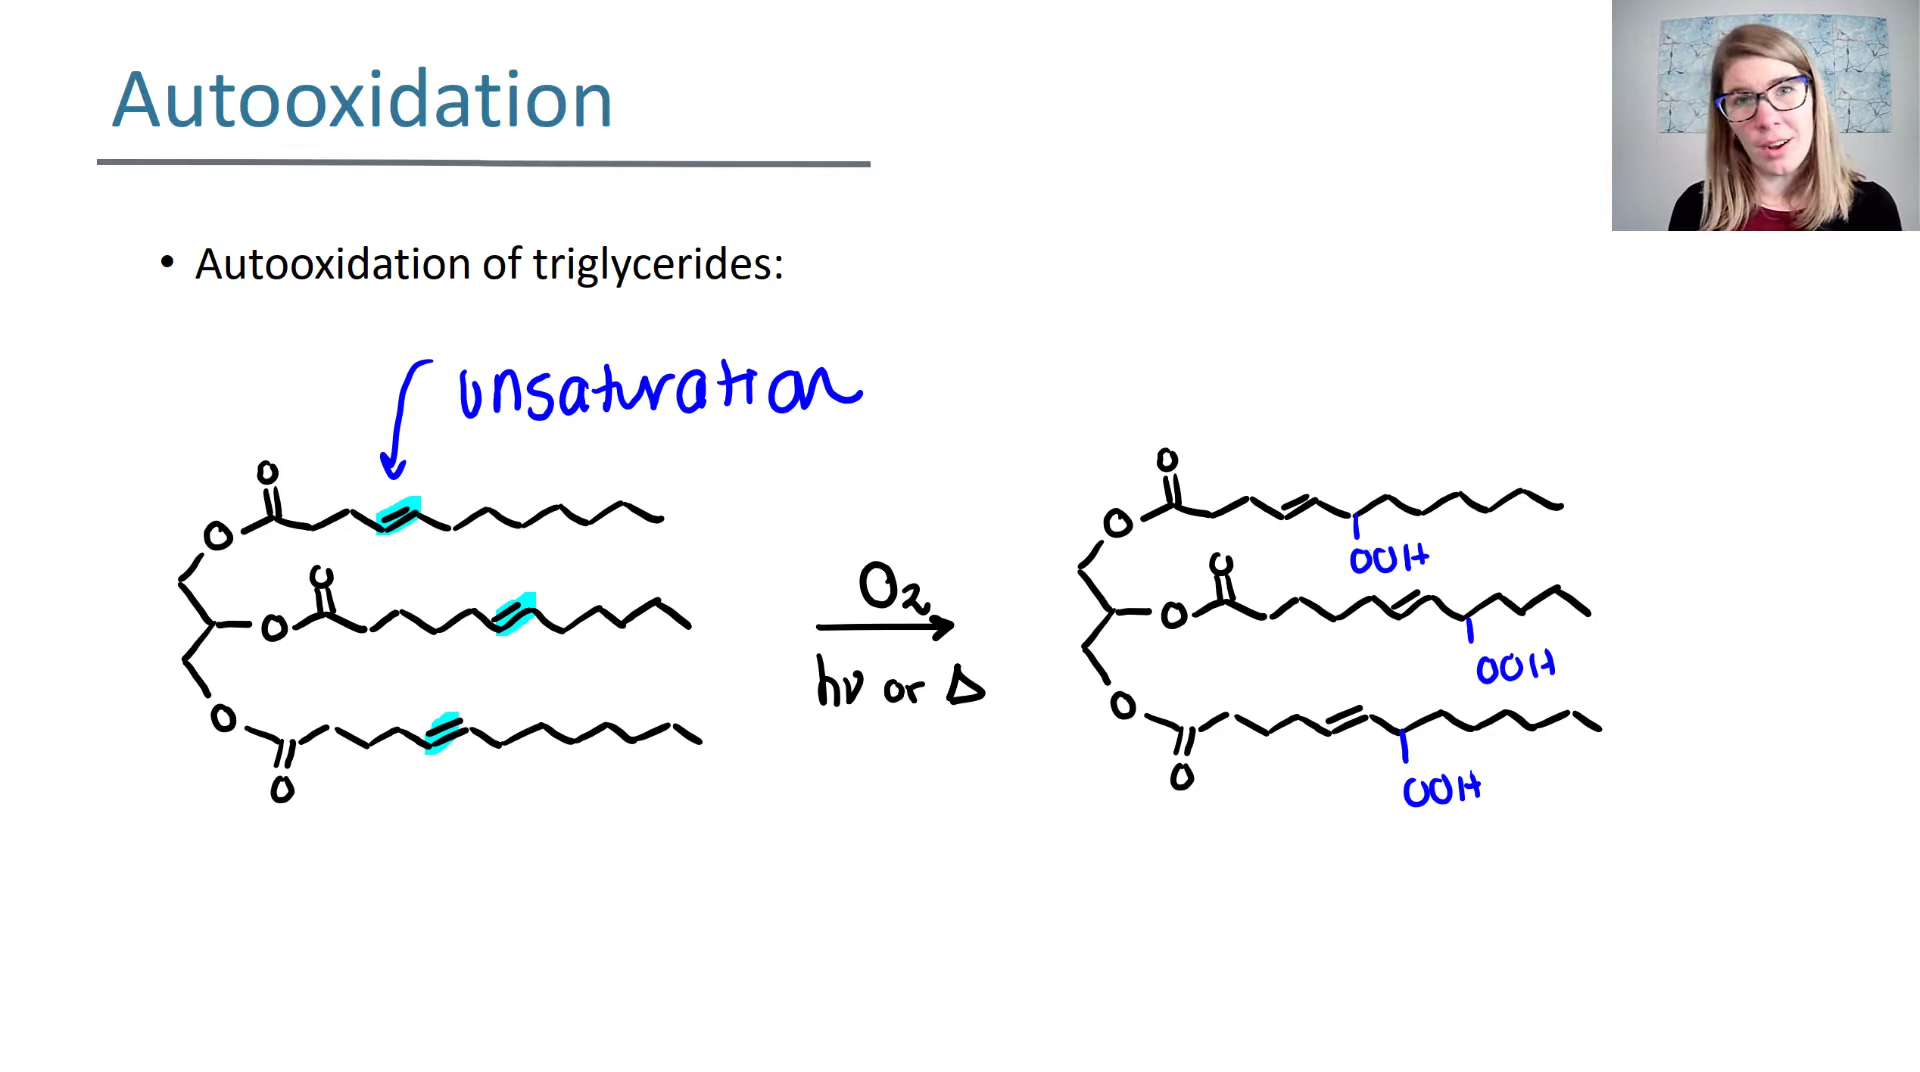 Autooxidation
• Autooxidation of triglycerides:
unsaturation
O
O
O
O
O
O
O₂
hν or Δ
O
O
OOH
O
O
OOH
O
O
OOH